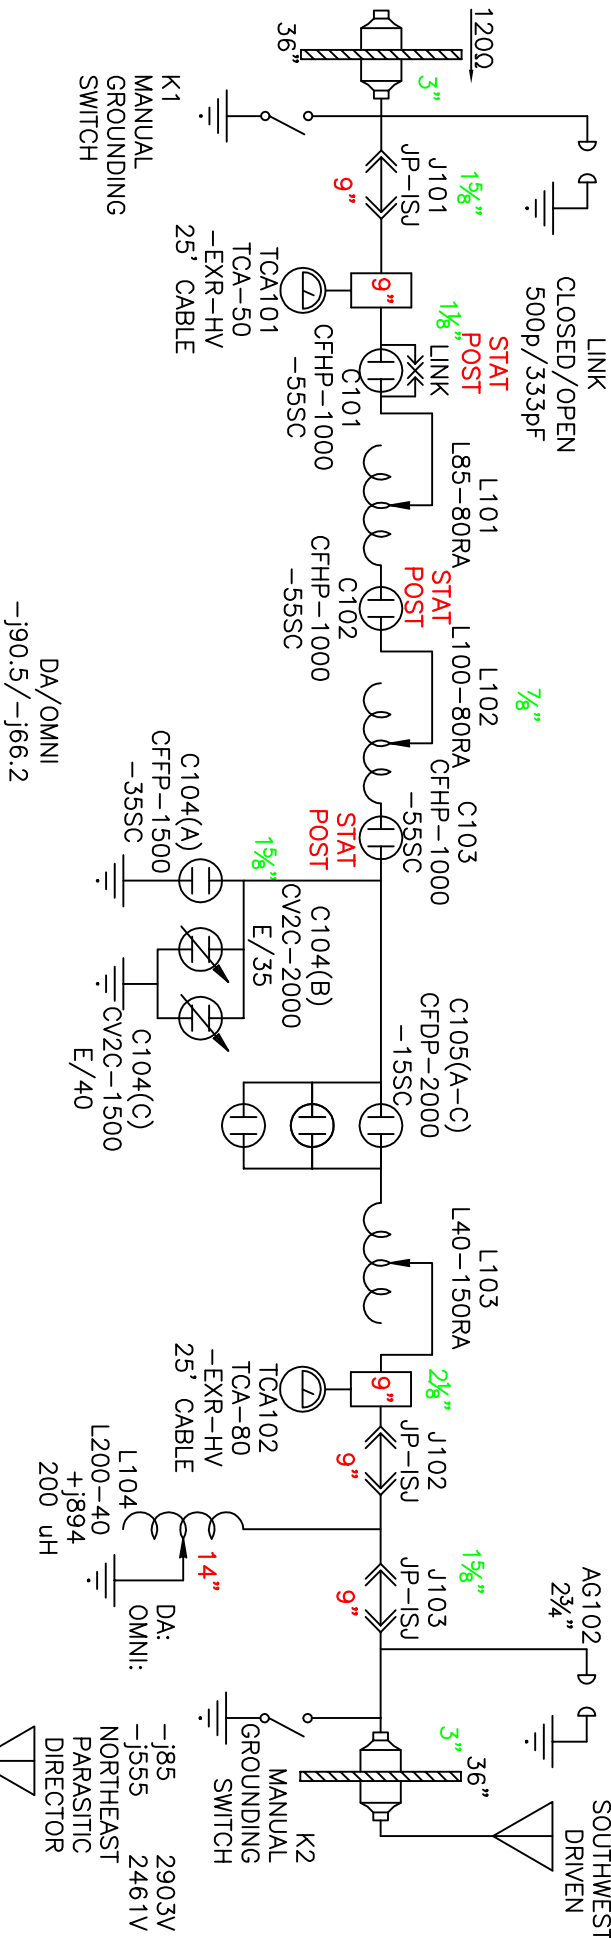 120Ω
36"
3"
K1
MANUAL
GROUNDING
SWITCH
J101
JP-ISJ
1⅝"
9"
TCA101
TCA-50
-EXR-HV
25' CABLE
9"
LINK
CLOSED/OPEN
500p/333pF
STAT
POST
1⅛"
LINK
C101
CFHP-1000
-55SC
L101
L85-80RA
STAT
POST
C102
CFHP-1000
-55SC
L102
L100-80RA
⅞"
C103
CFHP-1000
-55SC
STAT
POST
DA/OMNI
-j90.5/-j66.2
C104(A)
CFFP-1500
-35SC
1⅝"
C104(B)
CV2C-2000
E/35
C104(C)
CV2C-1500
E/40
C105(A-C)
CFDP-2000
-15SC
L103
L40-150RA
TCA102
TCA-80
-EXR-HV
25' CABLE
9"
2⅛"
J102
JP-ISJ
9"
L104
L200-40
+j894
200 uH
14"
J103
JP-ISJ
1⅝"
9"
AG102
2¾"
DA: -j85 2903V
OMNI: -j555 2461V
NORTHEAST
PARASITIC
DIRECTOR
K2
MANUAL
GROUNDING
SWITCH
3"
36"
SOUTHWEST
DRIVEN